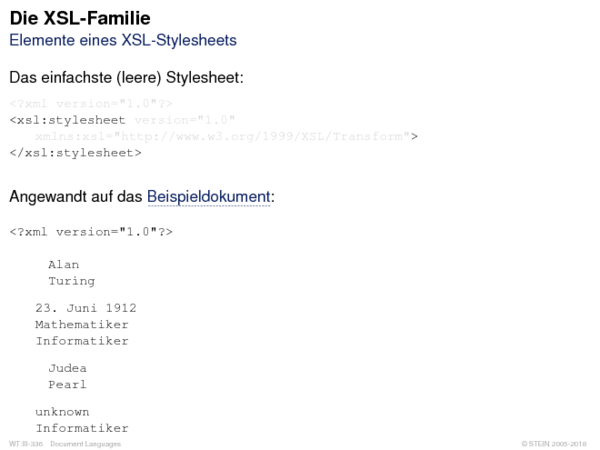 Die XSL-Familie
Elemente eines XSL-Stylesheets
Das einfachste (leere) Stylesheet:
<?xml version="1.0"?>
<xsl:stylesheet version="1.0"
xmlns:xsl="http://www.w3.org/1999/XSL/Transform">
</xsl:stylesheet>
Angewandt auf das Beispieldokument:
<?xml version="1.0"?>
Alan
Turing
23. Juni 1912
Mathematiker
Informatiker
Judea
Pearl
unknown
Informatiker
WT:III-336 Document Languages © STEIN 2005-2018